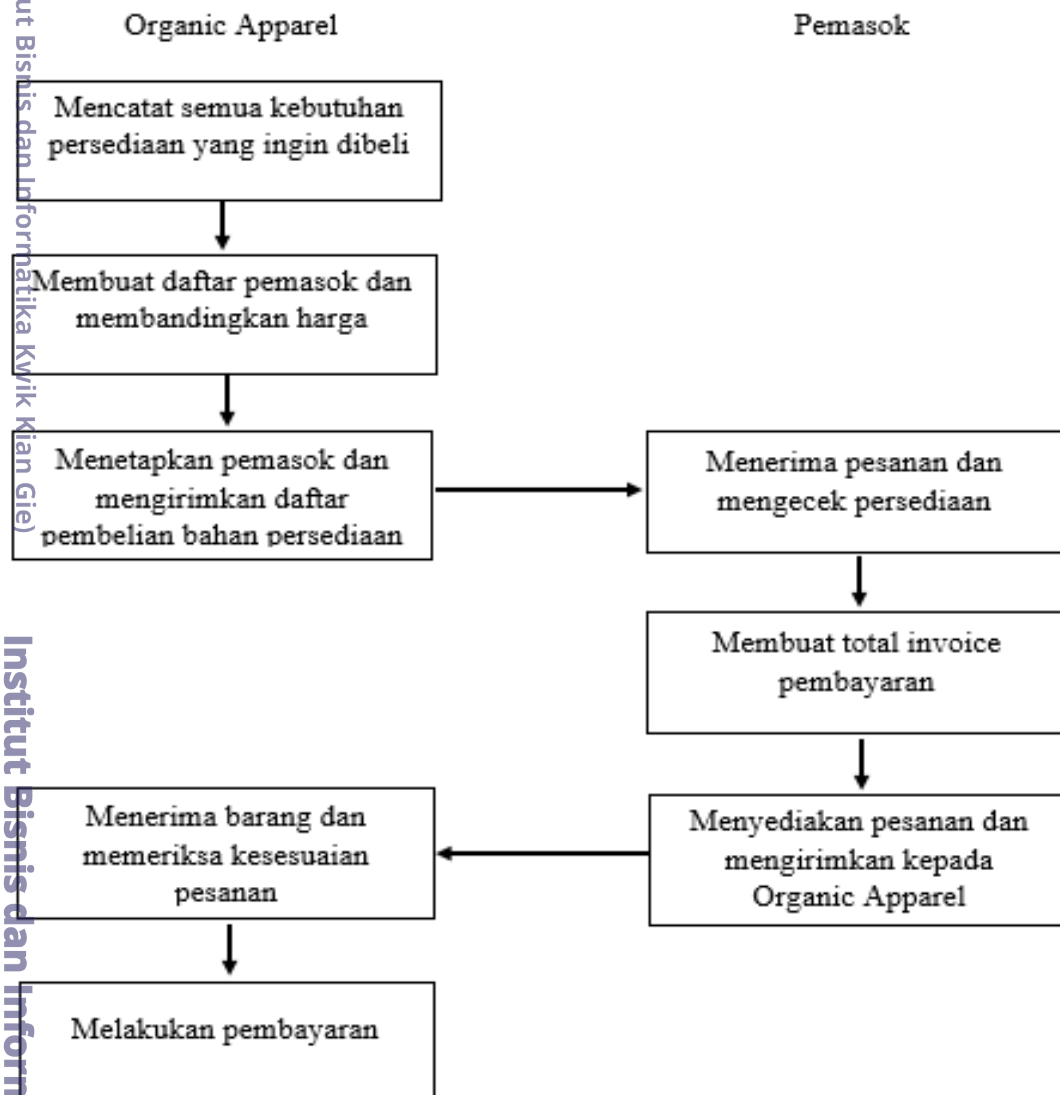 Organic Apparel
Pemasok
Mencatat semua kebutuhan
persediaan yang ingin dibeli
Membuat daftar pemasok dan
membandingkan harga
Menetapkan pemasok dan
mengirimkan daftar
pembelian bahan persediaan
Menerima pesanan dan
mengecek persediaan
Membuat total invoice
pembayaran
Menyediakan pesanan dan
mengirimkan kepada
Organic Apparel
Menerima barang dan
memeriksa kesesuaian
pesanan
Melakukan pembayaran
ut Bisnis dan Informatika Kwik Kian Gie)
Institut Bisnis dan Inform